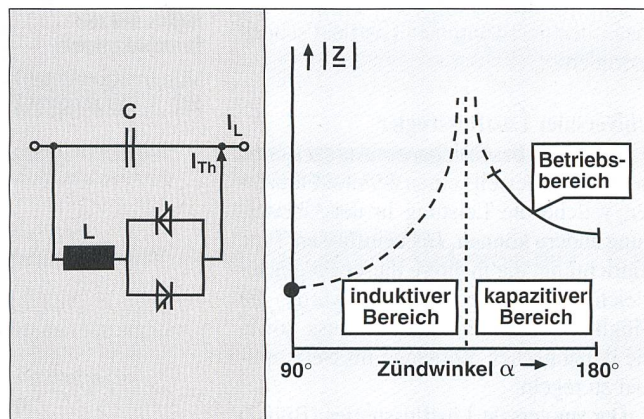 C
I_L
I_Th
L
|Z|
Betriebs-
bereich
induktiver
Bereich
kapazitiver
Bereich
90°
Zündwinkel α
180°